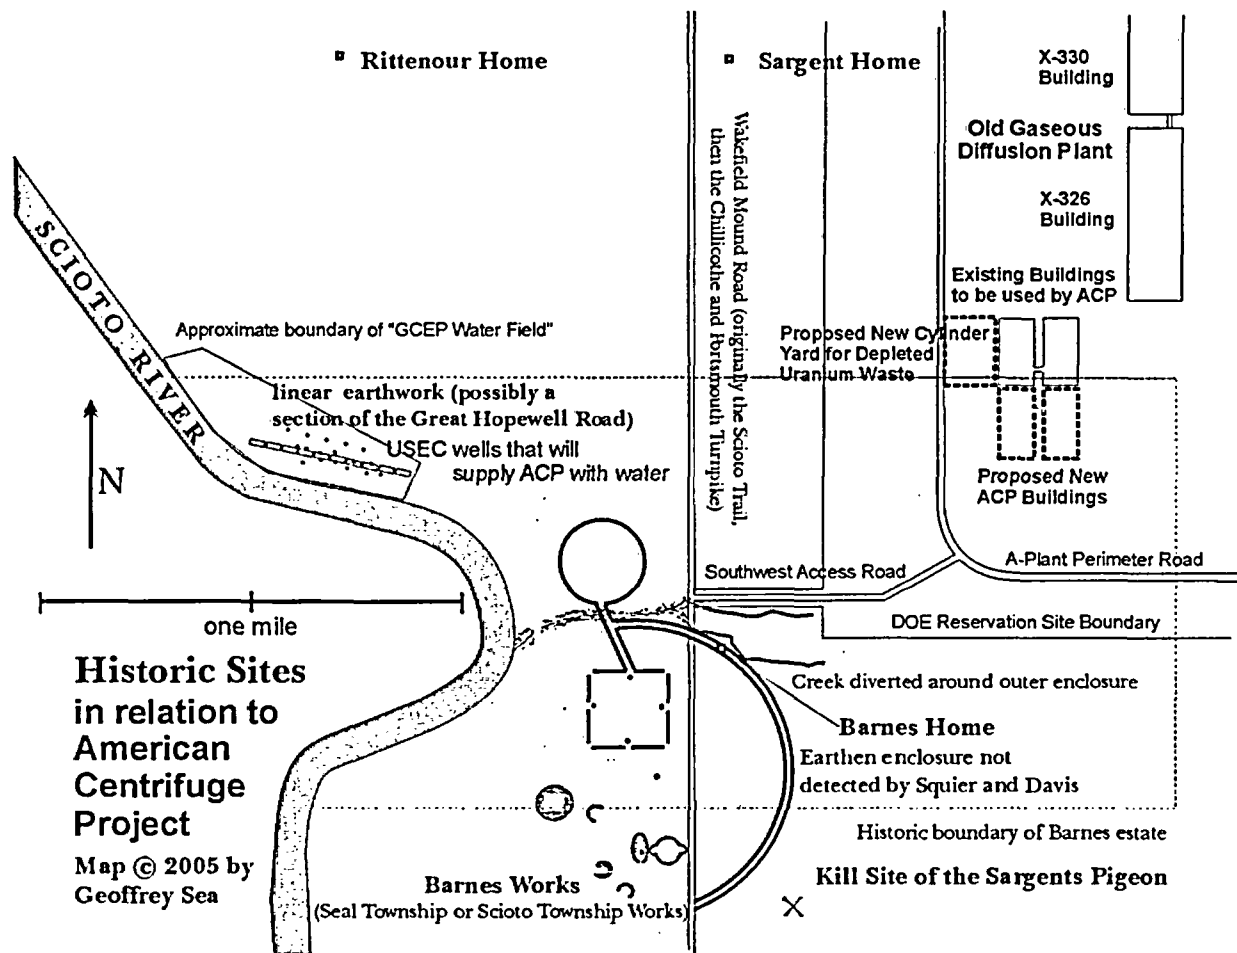 Rittenour Home
Sargent Home
X-330
Building
Old Gaseous
Diffusion Plant
X-326
Building
Wakefield Mound Road (originally the Scioto Trail,
then the Chillicothe and Portsmouth Turnpike)
SCIOTO RIVER
Existing Buildings
to be used by ACP
Approximate boundary of "GCEP Water Field"
Proposed New Cylinder
Yard for Depleted
Uranium Waste
linear earthwork (possibly a
section of the Great Hopewell Road)
USEC wells that will
supply ACP with water
N
Proposed New
ACP Buildings
Southwest Access Road
A-Plant Perimeter Road
one mile
DOE Reservation Site Boundary
Historic Sites
in relation to
American
Centrifuge
Project
Map © 2005 by
Geoffrey Sea
Creek diverted around outer enclosure
Barnes Home
Earthen enclosure not
detected by Squier and Davis
Historic boundary of Barnes estate
Kill Site of the Sargents Pigeon
X
Barnes Works
(Seal Township or Scioto Township Works)